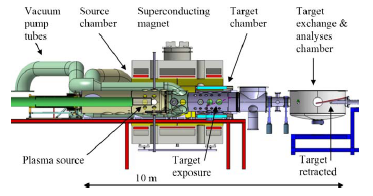 Vacuum
pump
tubes
Source
chamber
Superconducting
magnet
Target
chamber
Target
exchange &
analyses
chamber
Plasma source
Target
exposure
Target
retracted
10 m